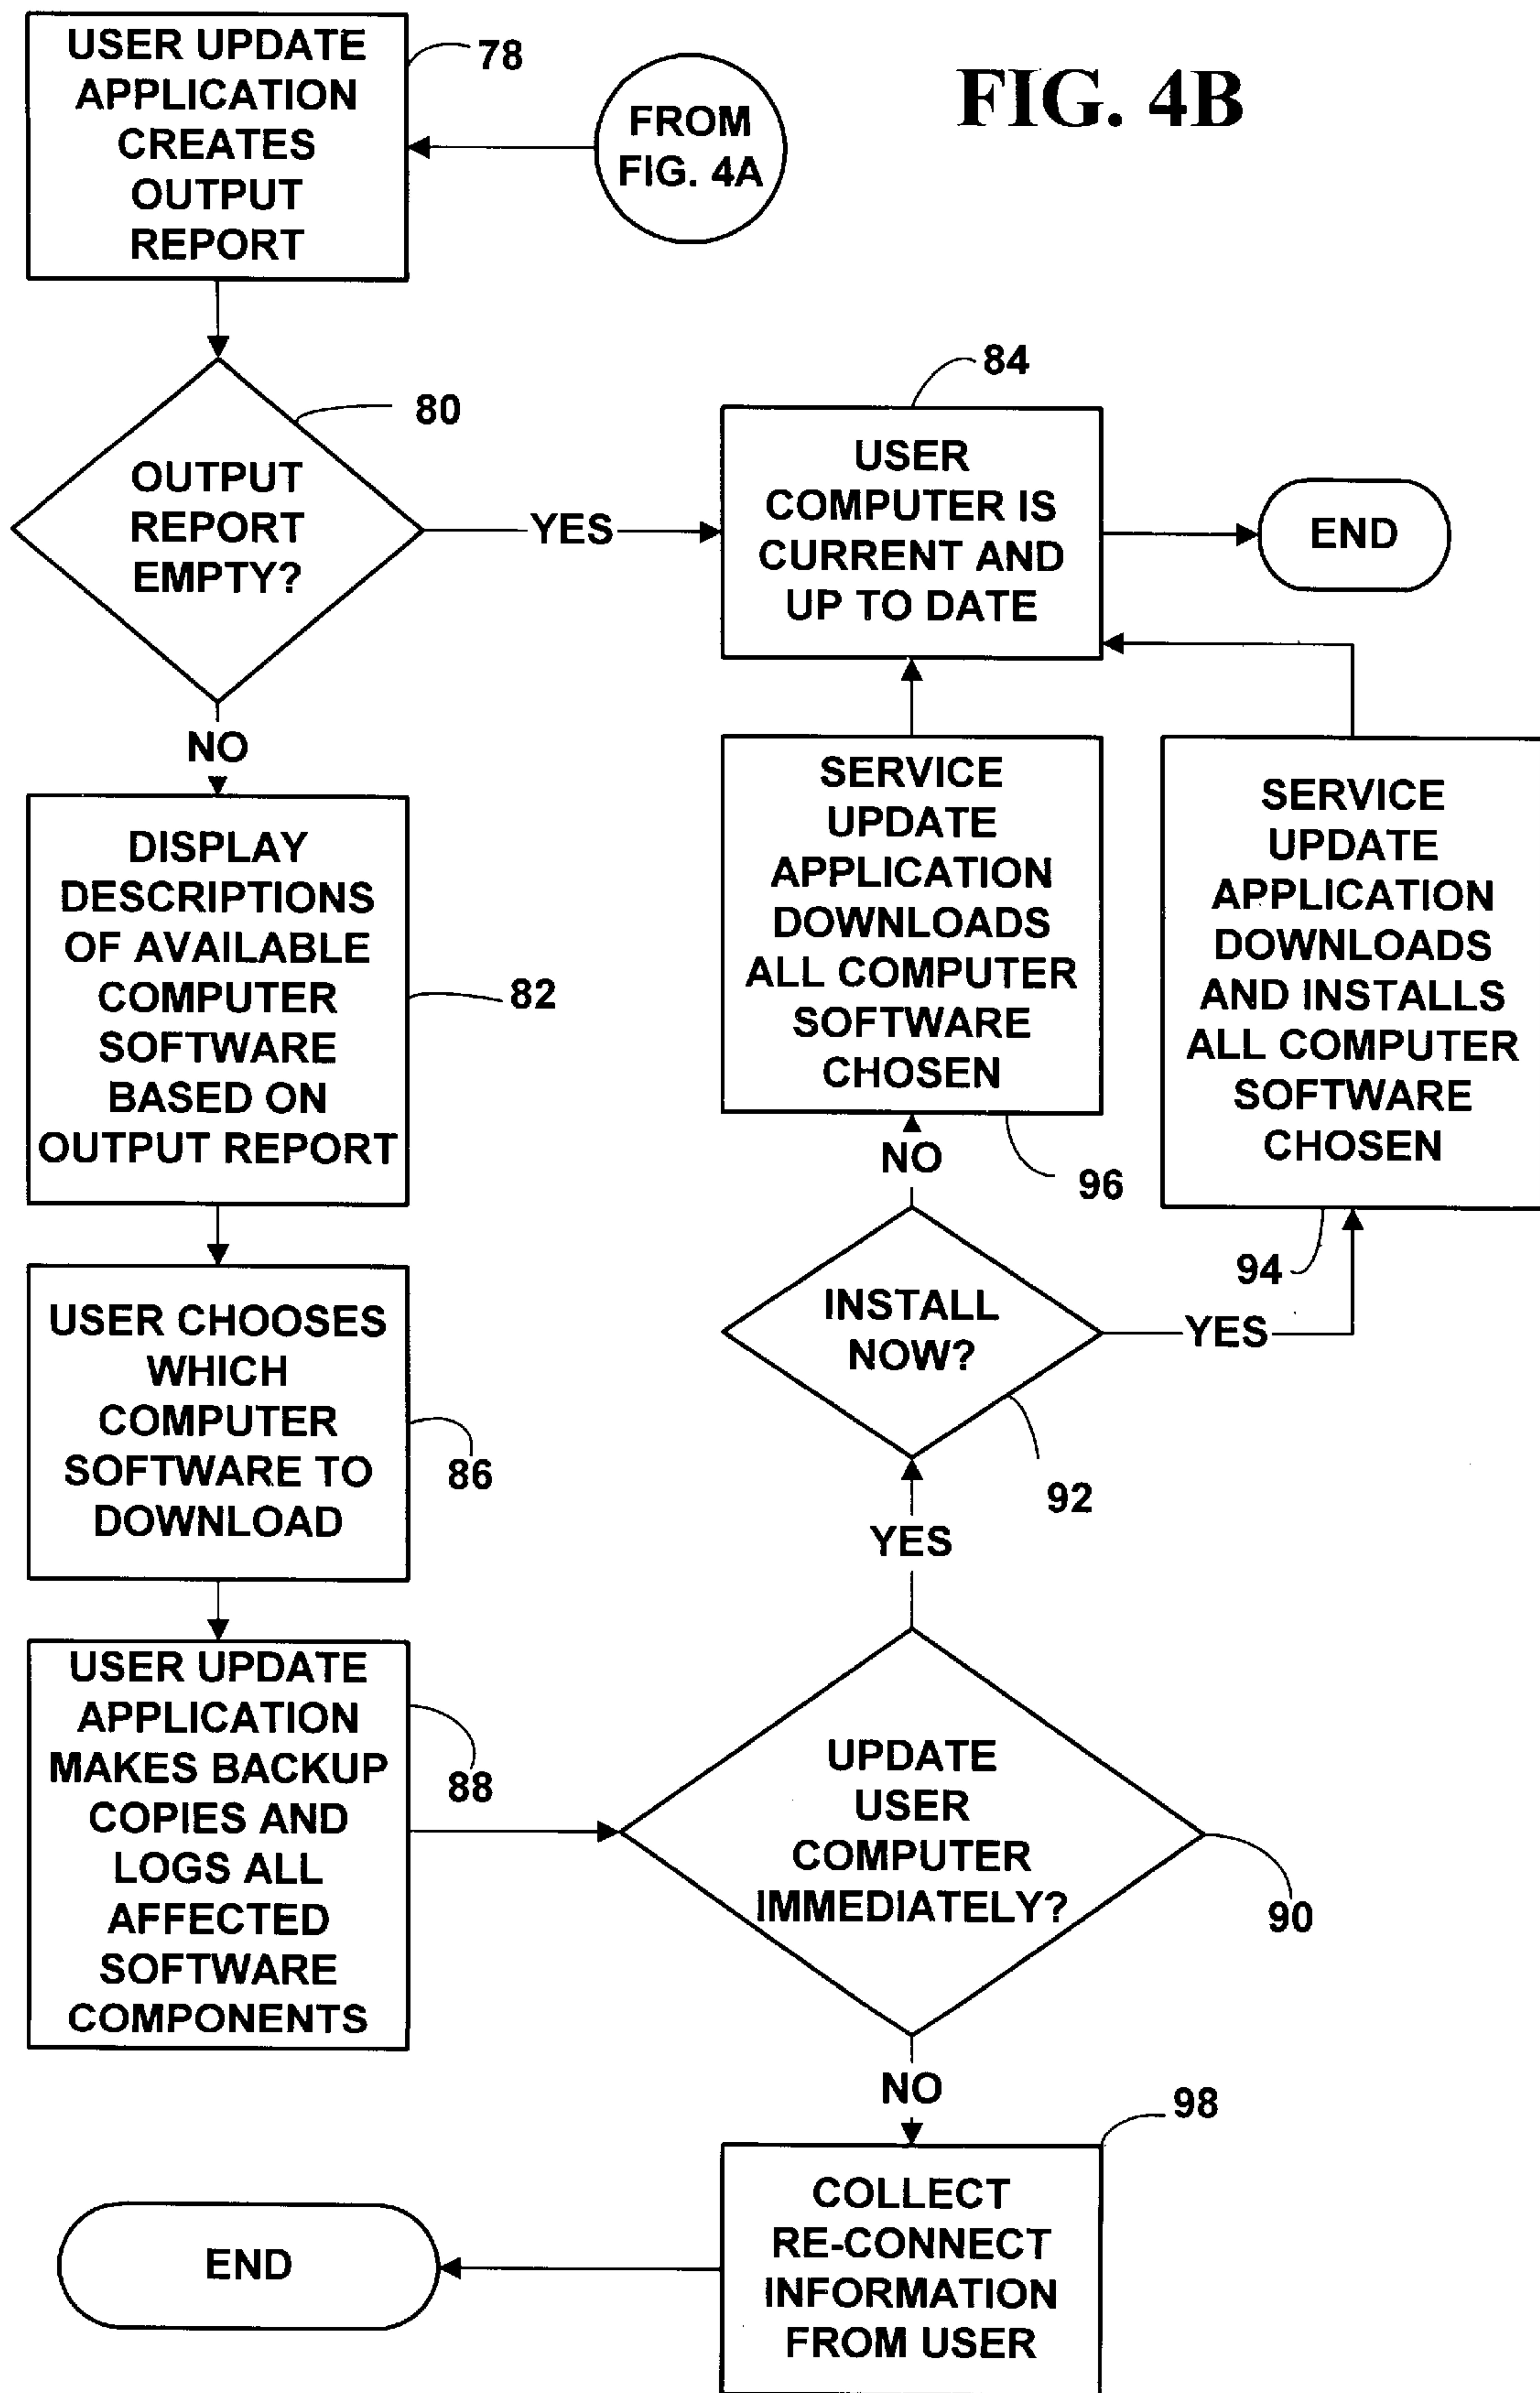 FIG. 4B
USER UPDATE
APPLICATION
CREATES
OUTPUT
REPORT
78
FROM
FIG. 4A
OUTPUT
REPORT
EMPTY?
80
YES
NO
84
USER
COMPUTER IS
CURRENT AND
UP TO DATE
END
DISPLAY
DESCRIPTIONS
OF AVAILABLE
COMPUTER
SOFTWARE
BASED ON
OUTPUT REPORT
82
SERVICE
UPDATE
APPLICATION
DOWNLOADS
ALL COMPUTER
SOFTWARE
CHOSEN
96
SERVICE
UPDATE
APPLICATION
DOWNLOADS
AND INSTALLS
ALL COMPUTER
SOFTWARE
CHOSEN
94
NO
INSTALL
NOW?
YES
92
USER CHOOSES
WHICH
COMPUTER
SOFTWARE TO
DOWNLOAD
86
YES
USER UPDATE
APPLICATION
MAKES BACKUP
COPIES AND
LOGS ALL
AFFECTED
SOFTWARE
COMPONENTS
88
UPDATE
USER
COMPUTER
IMMEDIATELY?
90
NO
98
COLLECT
RE-CONNECT
INFORMATION
FROM USER
END